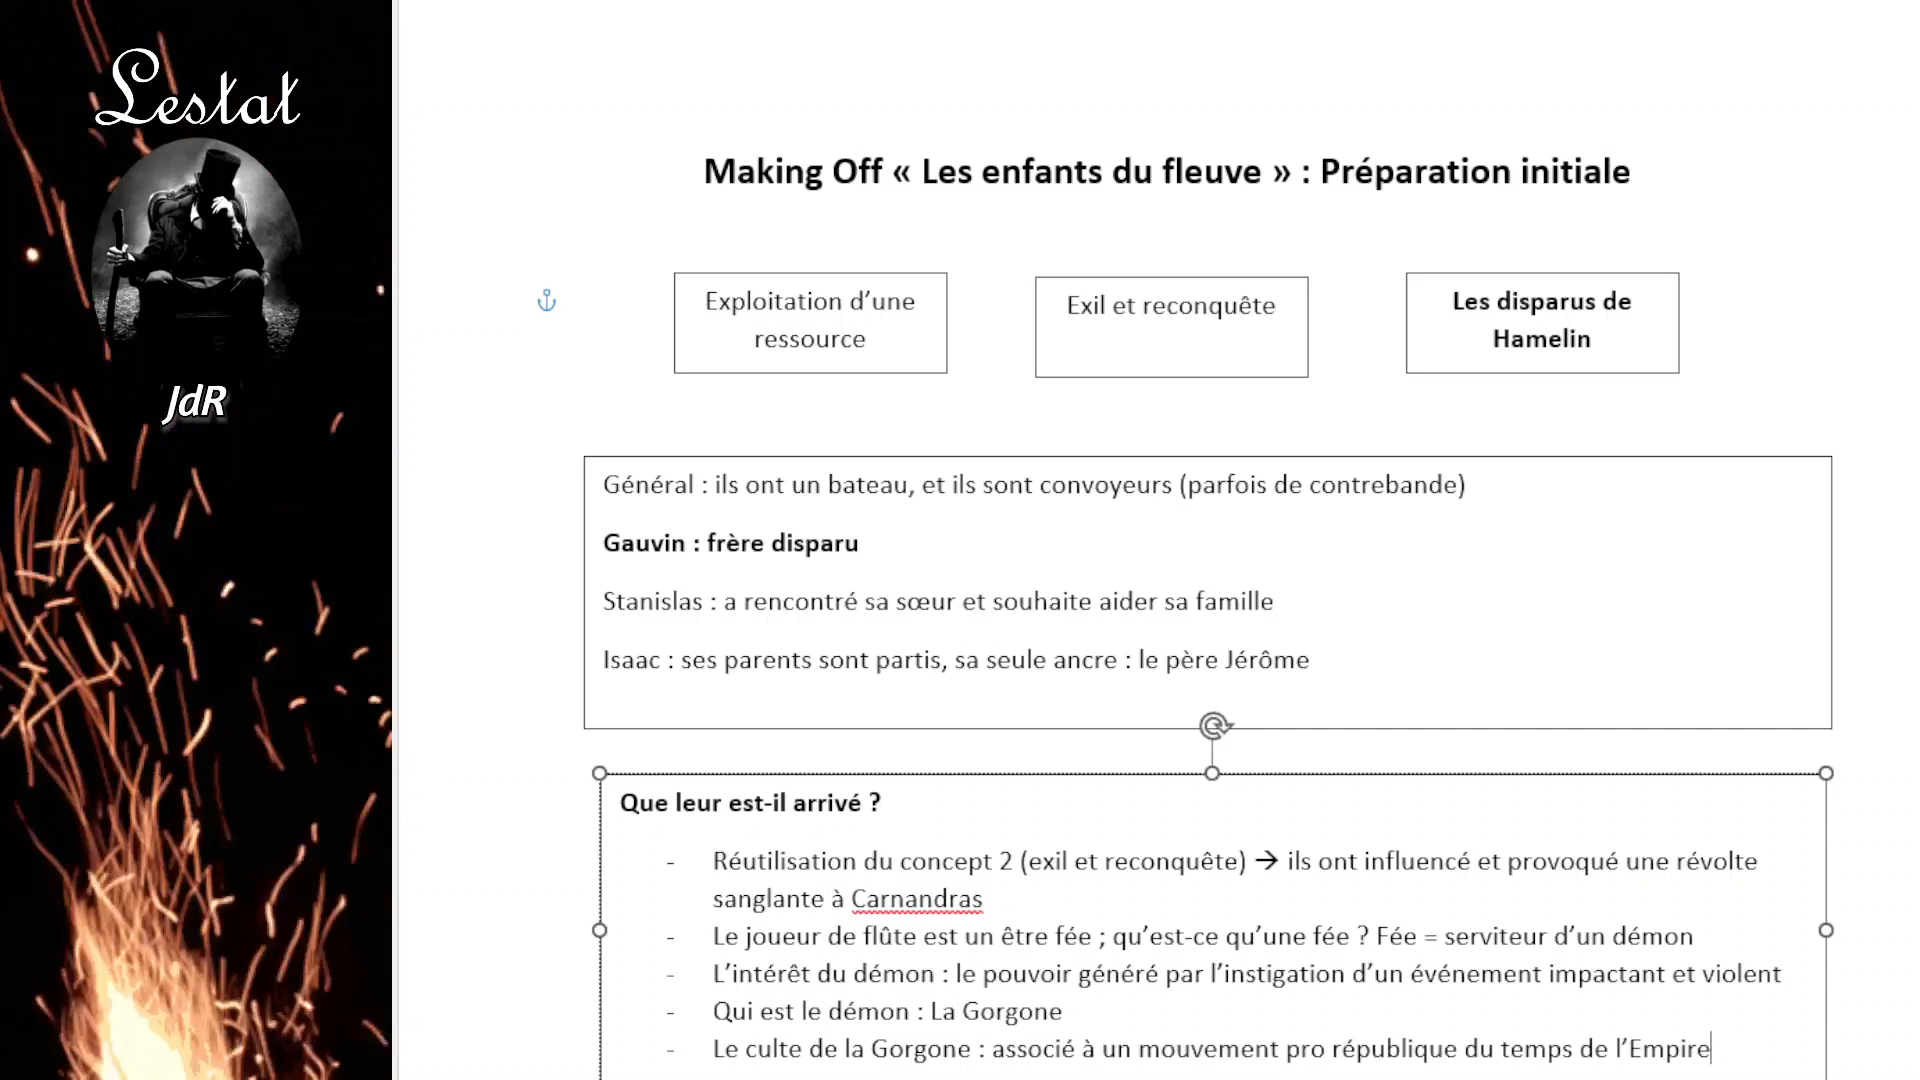 Lestat
JdR
Making Off « Les enfants du fleuve » : Préparation initiale
Exploitation d’une
ressource
Exil et reconquête
Les disparus de
Hamelin
Général : ils ont un bateau, et ils sont convoyeurs (parfois de contrebande)
Gauvin : frère disparu
Stanislas : a rencontré sa sœur et souhaite aider sa famille
Isaac : ses parents sont partis, sa seule ancre : le père Jérôme
Que leur est-il arrivé ?
- Réutilisation du concept 2 (exil et reconquête) → ils ont influencé et provoqué une révolte
sanglante à Carnandras
- Le joueur de flûte est un être fée ; qu’est-ce qu’une fée ? Fée = serviteur d’un démon
- L’intérêt du démon : le pouvoir généré par l’instigation d’un événement impactant et violent
- Qui est le démon : La Gorgone
- Le culte de la Gorgone : associé à un mouvement pro république du temps de l’Empire